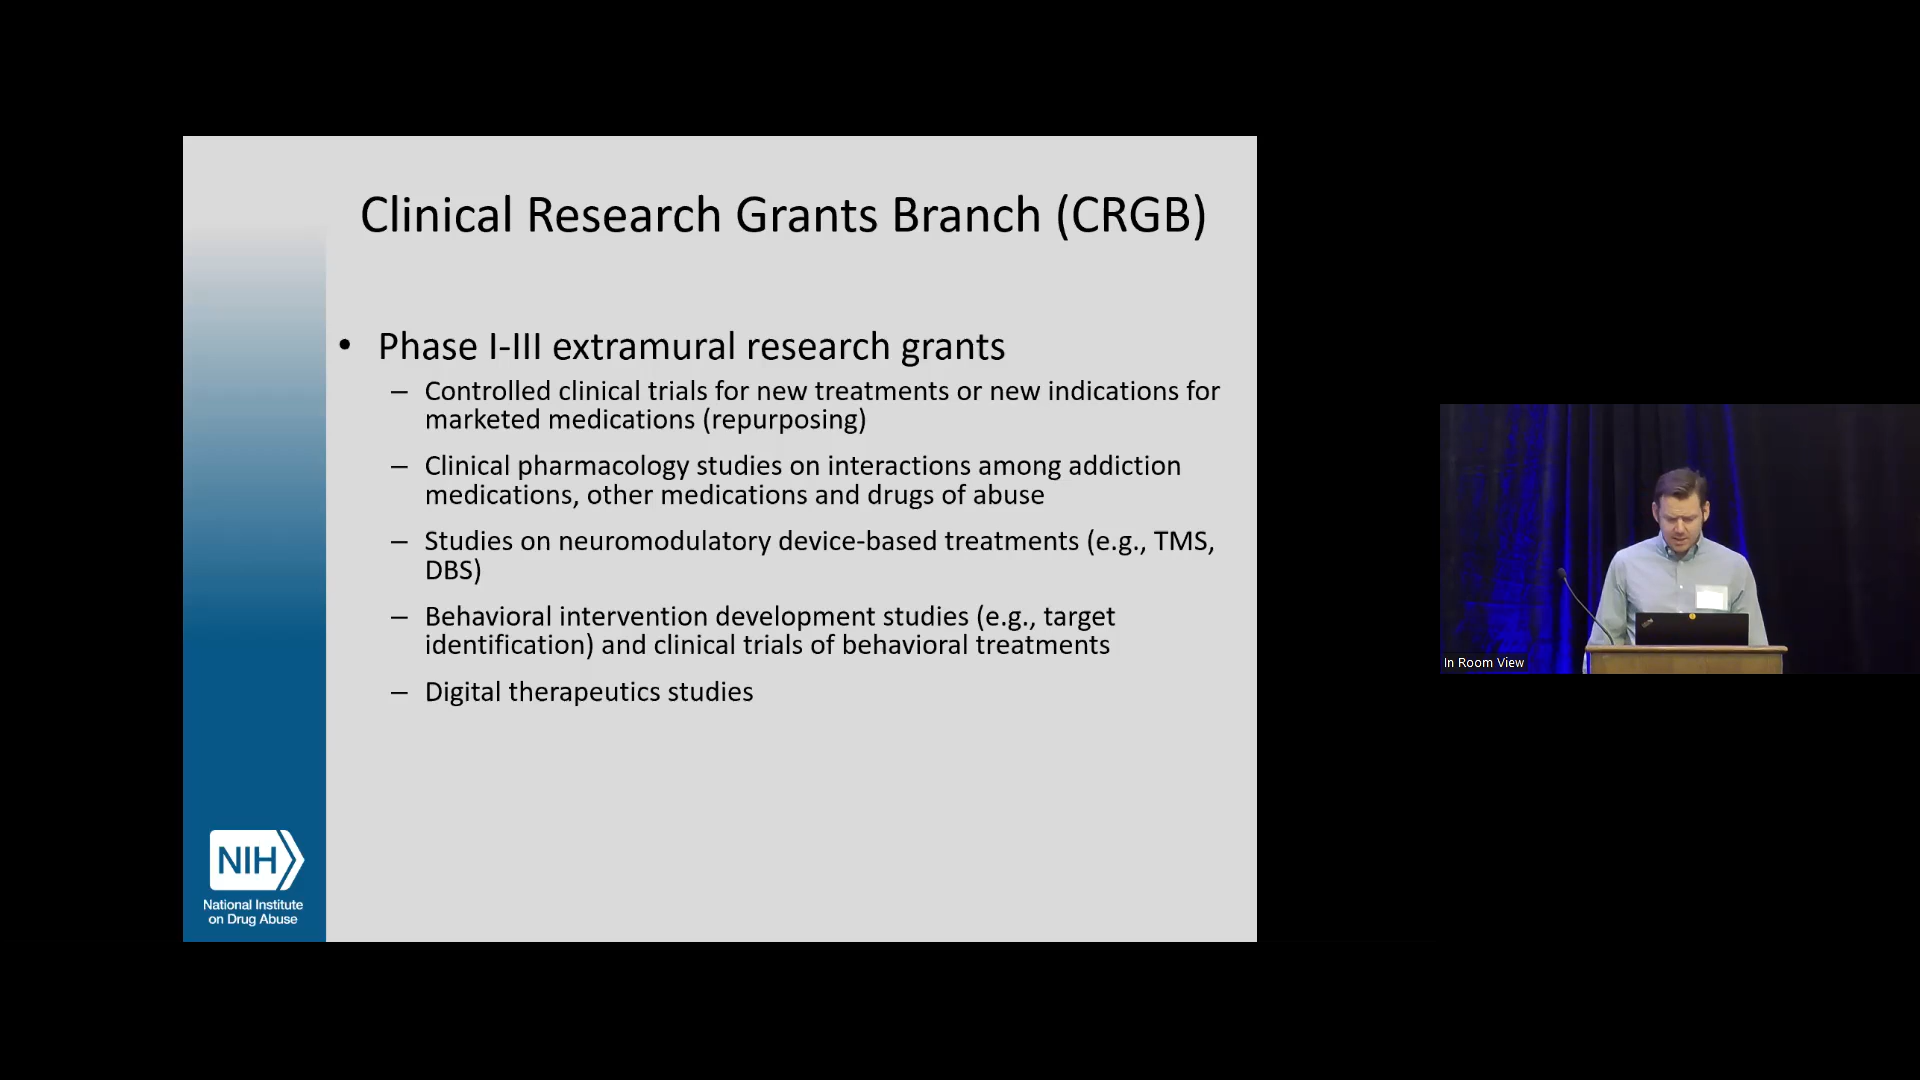 Clinical Research Grants Branch (CRGB)
• Phase I-III extramural research grants
– Controlled clinical trials for new treatments or new indications for
marketed medications (repurposing)
– Clinical pharmacology studies on interactions among addiction
medications, other medications and drugs of abuse
– Studies on neuromodulatory device-based treatments (e.g., TMS,
DBS)
– Behavioral intervention development studies (e.g., target
identification) and clinical trials of behavioral treatments
– Digital therapeutics studies
NIH
National Institute
on Drug Abuse
In Room View